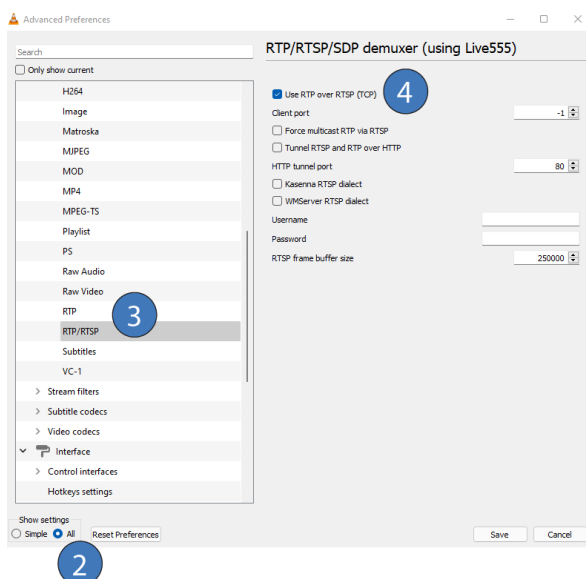 Advanced Preferences
Search
Only show current
H264
Image
Matroska
MJPEG
MOD
MP4
MPEG-TS
Playlist
PS
Raw Audio
Raw Video
RTP
RTP/RTSP
3
Subtitles
VC-1
Stream filters
Subtitle codecs
Video codecs
Interface
Control interfaces
Hotkeys settings
RTP/RTSP/SDP demuxer (using Live555)
Use RTP over RTSP (TCP)
4
Client port -1
Force multicast RTP via RTSP
Tunnel RTSP and RTP over HTTP
HTTP tunnel port 80
Kasenna RTSP dialect
WMServer RTSP dialect
Username
Password
RTSP frame buffer size 250000
Show settings
Simple All Reset Preferences Save Cancel
2